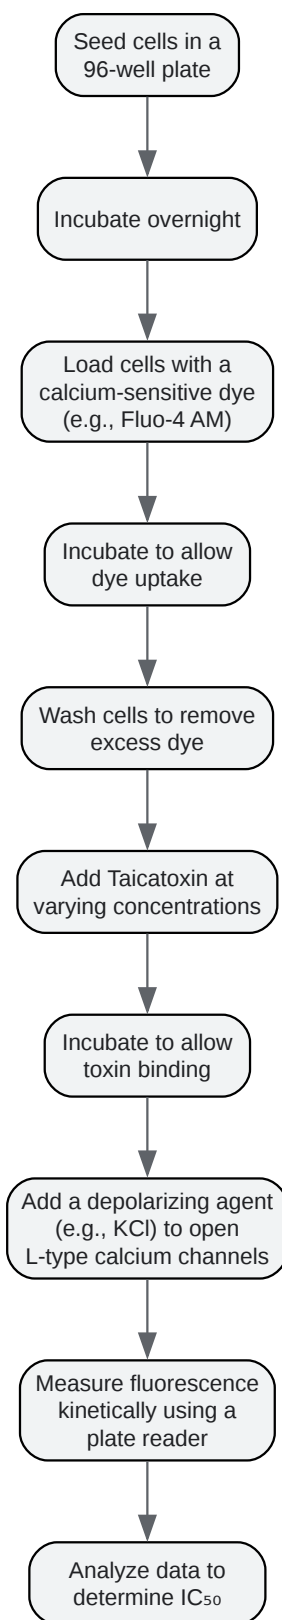 Seed cells in a
96-well plate
Incubate overnight
Load cells with a
calcium-sensitive dye
(e.g., Fluo-4 AM)
Incubate to allow
dye uptake
Wash cells to remove
excess dye
Add Taicatoxin at
varying concentrations
Incubate to allow
toxin binding
Add a depolarizing agent
(e.g., KCl) to open
L-type calcium channels
Measure fluorescence
kinetically using a
plate reader
Analyze data to
determine IC₅₀